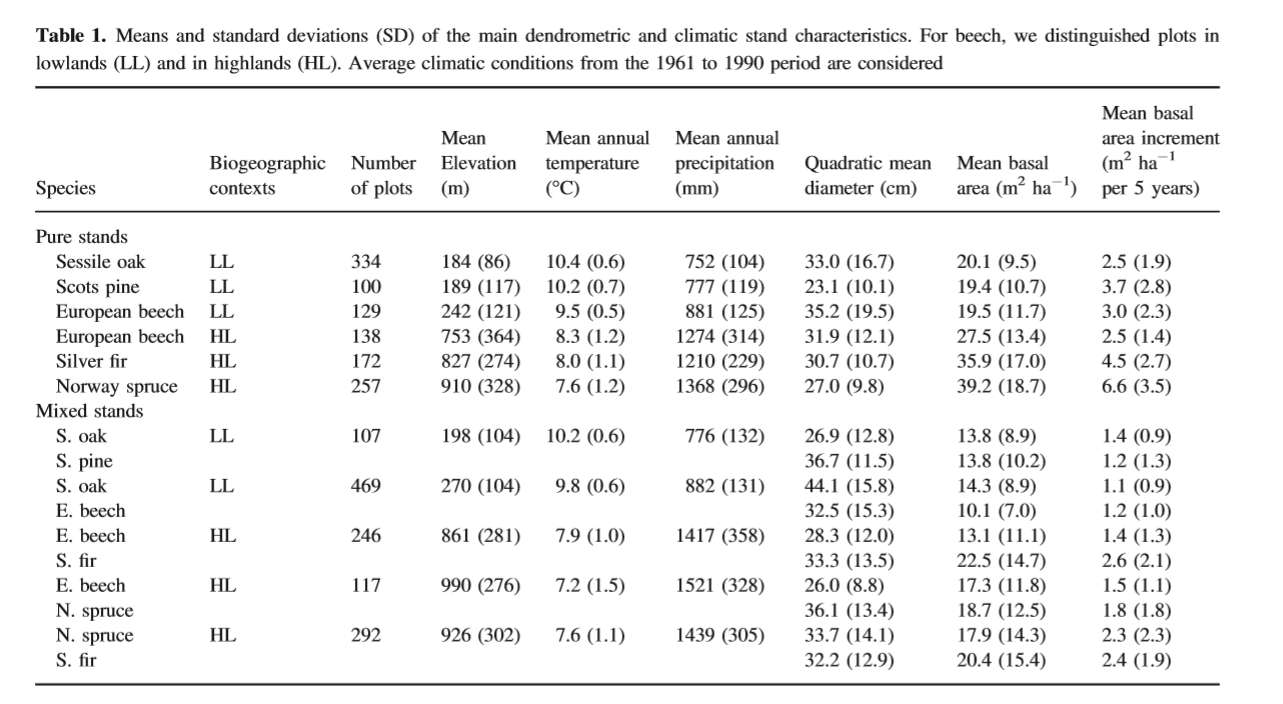 Table 1. Means and standard deviations (SD) of the main dendrometric and climatic stand characteristics. For beech, we distinguished plots in
lowlands (LL) and in highlands (HL). Average climatic conditions from the 1961 to 1990 period are considered
Species Biogeographic contexts Number of plots Mean Elevation (m) Mean annual temperature (°C) Mean annual precipitation (mm) Quadratic mean diameter (cm) Mean basal area (m² ha⁻¹) Mean basal area increment (m² ha⁻¹ per 5 years)
Pure stands
Sessile oak LL 334 184 (86) 10.4 (0.6) 752 (104) 33.0 (16.7) 20.1 (9.5) 2.5 (1.9)
Scots pine LL 100 189 (117) 10.2 (0.7) 777 (119) 23.1 (10.1) 19.4 (10.7) 3.7 (2.8)
European beech LL 129 242 (121) 9.5 (0.5) 881 (125) 35.2 (19.5) 19.5 (11.7) 3.0 (2.3)
European beech HL 138 753 (364) 8.3 (1.2) 1274 (314) 31.9 (12.1) 27.5 (13.4) 2.5 (1.4)
Silver fir HL 172 827 (274) 8.0 (1.1) 1210 (229) 30.7 (10.7) 35.9 (17.0) 4.5 (2.7)
Norway spruce HL 257 910 (328) 7.6 (1.2) 1368 (296) 27.0 (9.8) 39.2 (18.7) 6.6 (3.5)
Mixed stands
S. oak LL 107 198 (104) 10.2 (0.6) 776 (132) 26.9 (12.8) 13.8 (8.9) 1.4 (0.9)
S. pine 36.7 (11.5) 13.8 (10.2) 1.2 (1.3)
S. oak LL 469 270 (104) 9.8 (0.6) 882 (131) 44.1 (15.8) 14.3 (8.9) 1.1 (0.9)
E. beech 32.5 (15.3) 10.1 (7.0) 1.2 (1.0)
E. beech HL 246 861 (281) 7.9 (1.0) 1417 (358) 28.3 (12.0) 13.1 (11.1) 1.4 (1.3)
S. fir 33.3 (13.5) 22.5 (14.7) 2.6 (2.1)
E. beech HL 117 990 (276) 7.2 (1.5) 1521 (328) 26.0 (8.8) 17.3 (11.8) 1.5 (1.1)
N. spruce 36.1 (13.4) 18.7 (12.5) 1.8 (1.8)
N. spruce HL 292 926 (302) 7.6 (1.1) 1439 (305) 33.7 (14.1) 17.9 (14.3) 2.3 (2.3)
S. fir 32.2 (12.9) 20.4 (15.4) 2.4 (1.9)